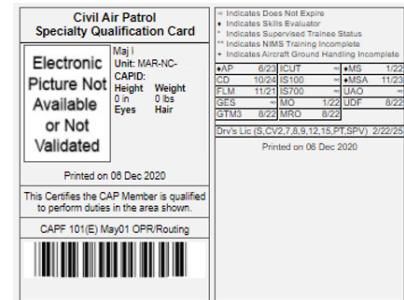 Civil Air Patrol
Specialty Qualification Card
Electronic
Picture Not
Available
or Not
Validated
Maj I
Unit: MAR-NC-
CAPID:
Height Weight
0 in 0 lbs
Eyes Hair
Printed on 06 Dec 2020
This Certifies the CAP Member is qualified
to perform duties in the area shown.
CAPF 101(E) May01 OPR/Routing
∞ Indicates Does Not Expire
♦ Indicates Skills Evaluator
* Indicates Supervised Trainee Status
** Indicates NIMS Training Incomplete
+ Indicates Aircraft Ground Handling Incomplete
♦AP 6/23 ICUT ∞ ♦MS 1/22
CD 10/24 IS100 ∞ ♦MSA 11/23
FLM 11/21 IS700 ∞ UAO ∞
GES ∞ MO 1/22 UDF 8/22
GTM3 8/22 MRO 8/22
Drv's Lic (S,CV2,7,8,9,12,15,PT,SPV) 2/22/25
Printed on 06 Dec 2020